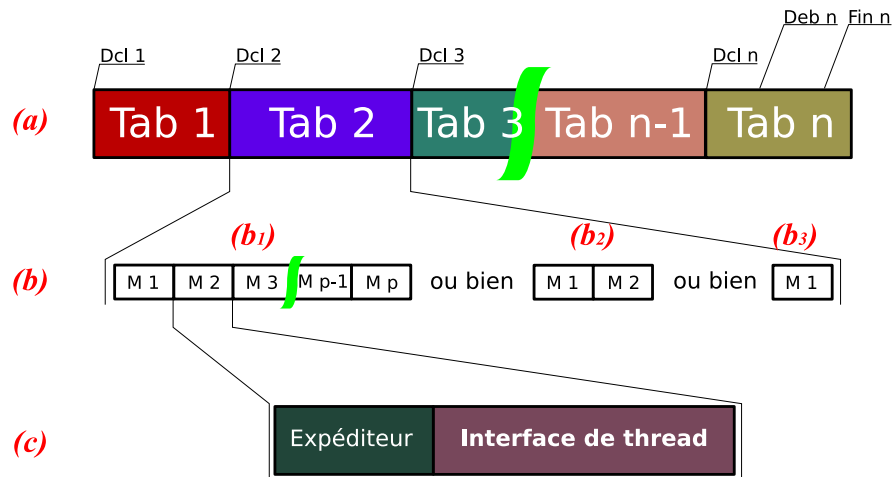 Deb n Fin n
Dcl 1 Dcl 2 Dcl 3 Dcl n
(a) Tab 1 Tab 2 Tab 3 Tab n-1 Tab n
(b1) (b2) (b3)
(b) M 1 M 2 M 3 M p-1 M p ou bien M 1 M 2 ou bien M 1
(c) Expéditeur Interface de thread